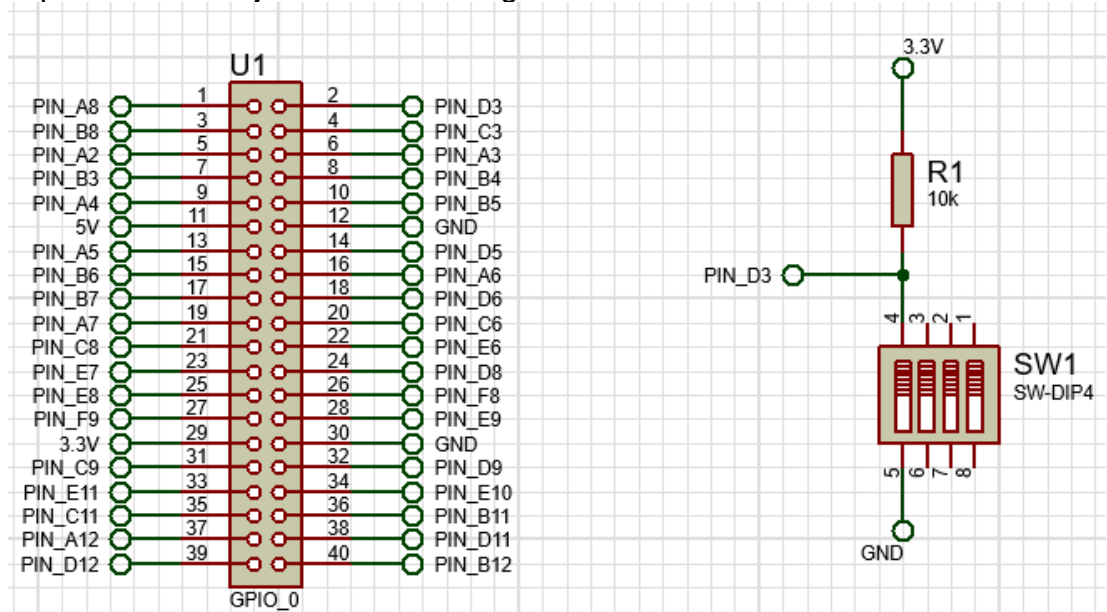 U1
PIN_A8 1 2 PIN_D3
PIN_B8 3 4 PIN_C3
PIN_A2 5 6 PIN_A3
PIN_B3 7 8 PIN_B4
PIN_A4 9 10 PIN_B5
5V 11 12 GND
PIN_A5 13 14 PIN_D5
PIN_B6 15 16 PIN_A6
PIN_B7 17 18 PIN_D6
PIN_A7 19 20 PIN_C6
PIN_C8 21 22 PIN_E6
PIN_E7 23 24 PIN_D8
PIN_E8 25 26 PIN_F8
PIN_F9 27 28 PIN_E9
3.3V 29 30 GND
PIN_C9 31 32 PIN_D9
PIN_E11 33 34 PIN_E10
PIN_C11 35 36 PIN_B11
PIN_A12 37 38 PIN_D11
PIN_D12 39 40 PIN_B12
GPIO_0
3.3V
R1
10k
PIN_D3
4 3 2 1
SW1
SW-DIP4
5 6 7 8
GND